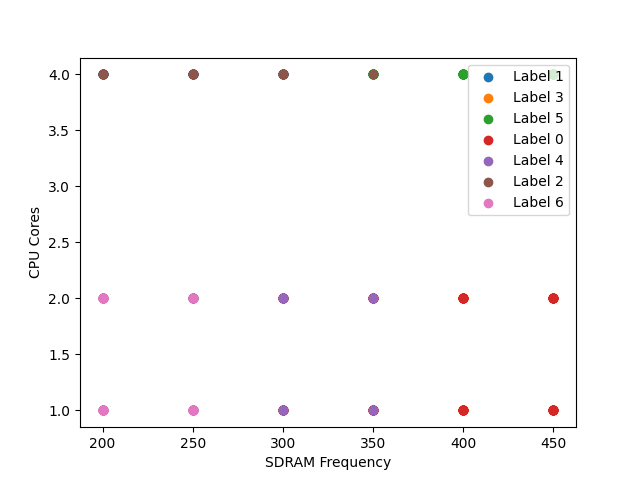 4.0
3.5
3.0
2.5
2.0
1.5
1.0
CPU Cores
200 250 300 350 400 450
SDRAM Frequency
Label 1
Label 3
Label 5
Label 0
Label 4
Label 2
Label 6